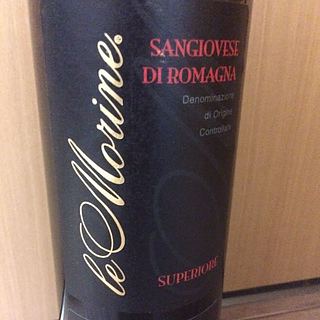 le Morine®
SANGIOVESE
DI ROMAGNA
Denominazione
di Origine
Controllata
SUPERIORE